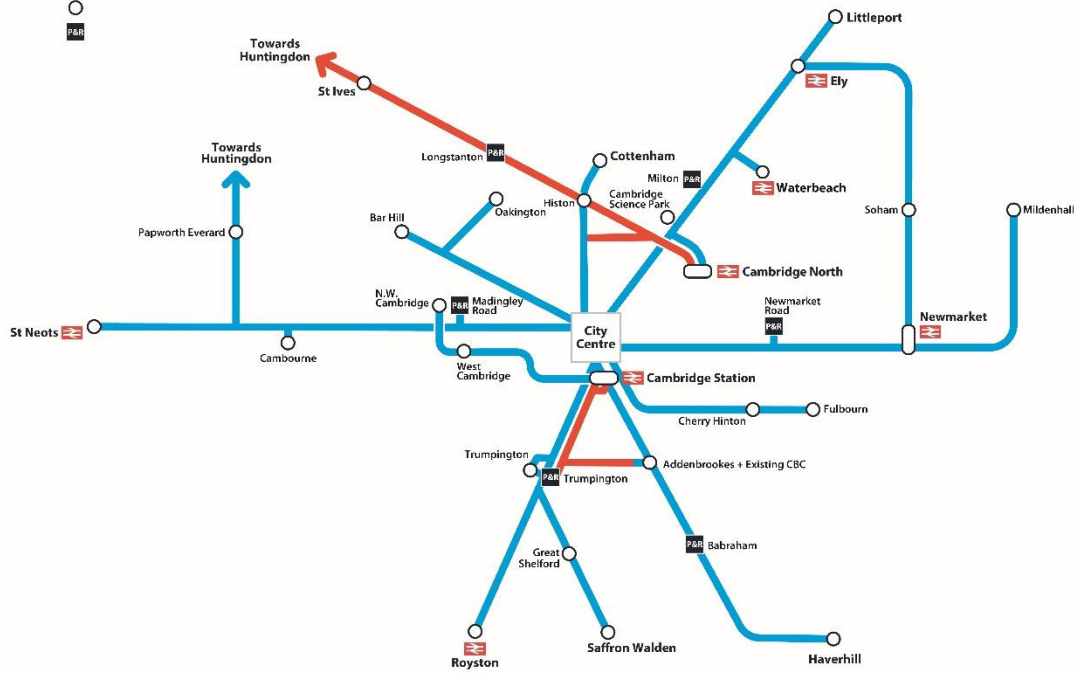 P&R
Littleport
Towards
Huntingdon
Ely
St Ives
Towards
Huntingdon
Longstanton
P&R
Cottenham
Milton
P&R
Waterbeach
Cambridge
Science Park
Histon
Oakington
Bar Hill
Soham
Mildenhall
Papworth Everard
Cambridge North
N.W.
Cambridge
P&R
Madingley
Road
Newmarket
Road
P&R
Newmarket
St Neots
City
Centre
Cambourne
West
Cambridge
Cambridge Station
Cherry Hinton
Fulbourn
Trumpington
Addenbrookes + Existing CBC
P&R
Trumpington
P&R
Babraham
Great
Shelford
Royston
Saffron Walden
Haverhill